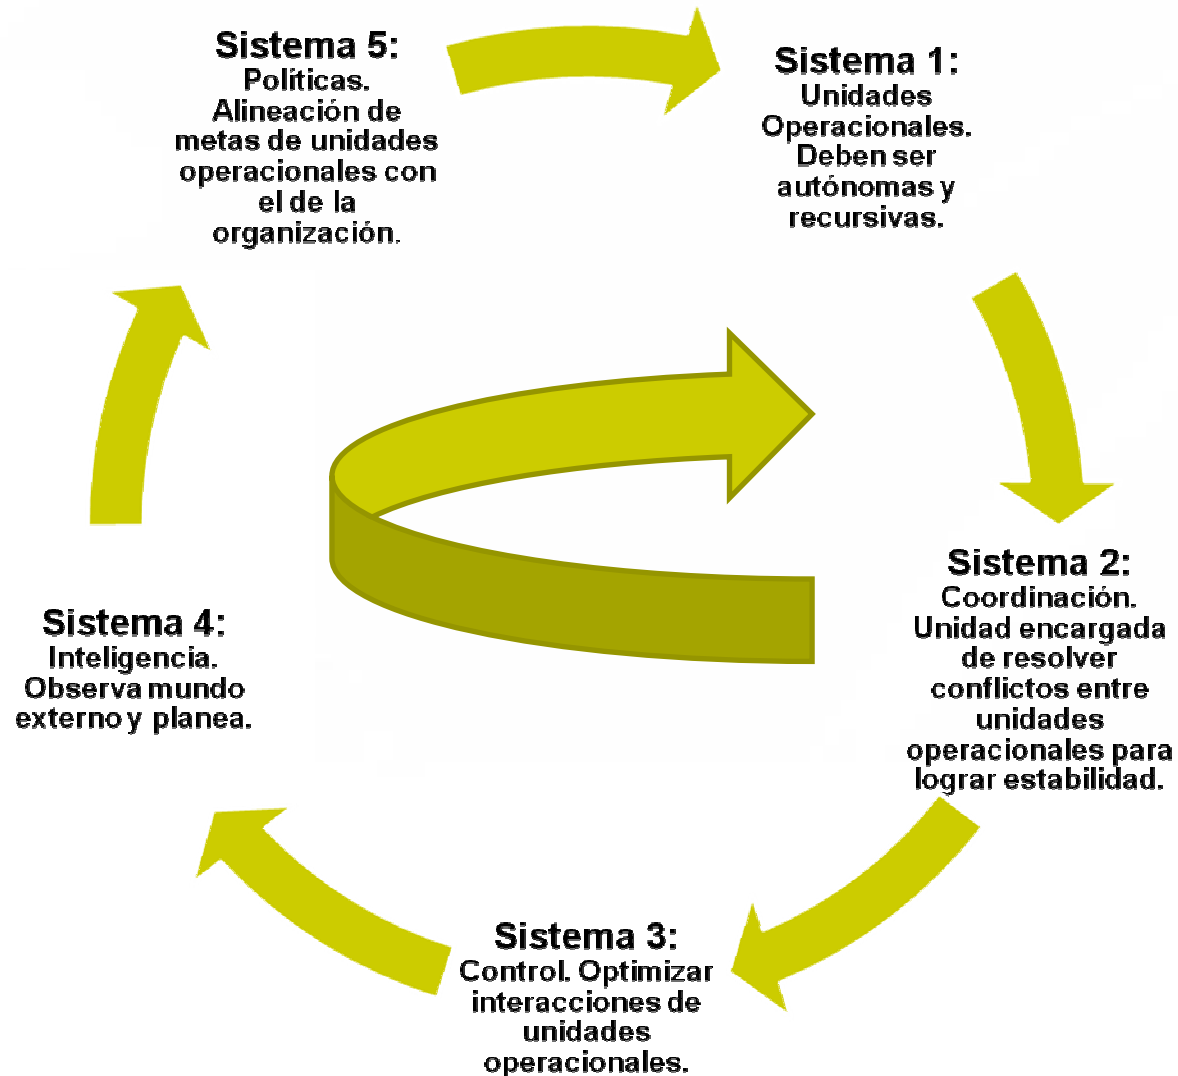 Sistema 5:
Políticas.
Alineación de
metas de unidades
operacionales con
el de la
organización.
Sistema 1:
Unidades
Operacionales.
Deben ser
autónomas y
recursivas.
Sistema 2:
Coordinación.
Unidad encargada
de resolver
conflictos entre
unidades
operacionales para
lograr estabilidad.
Sistema 3:
Control. Optimizar
interacciones de
unidades
operacionales.
Sistema 4:
Inteligencia.
Observa mundo
externo y planea.